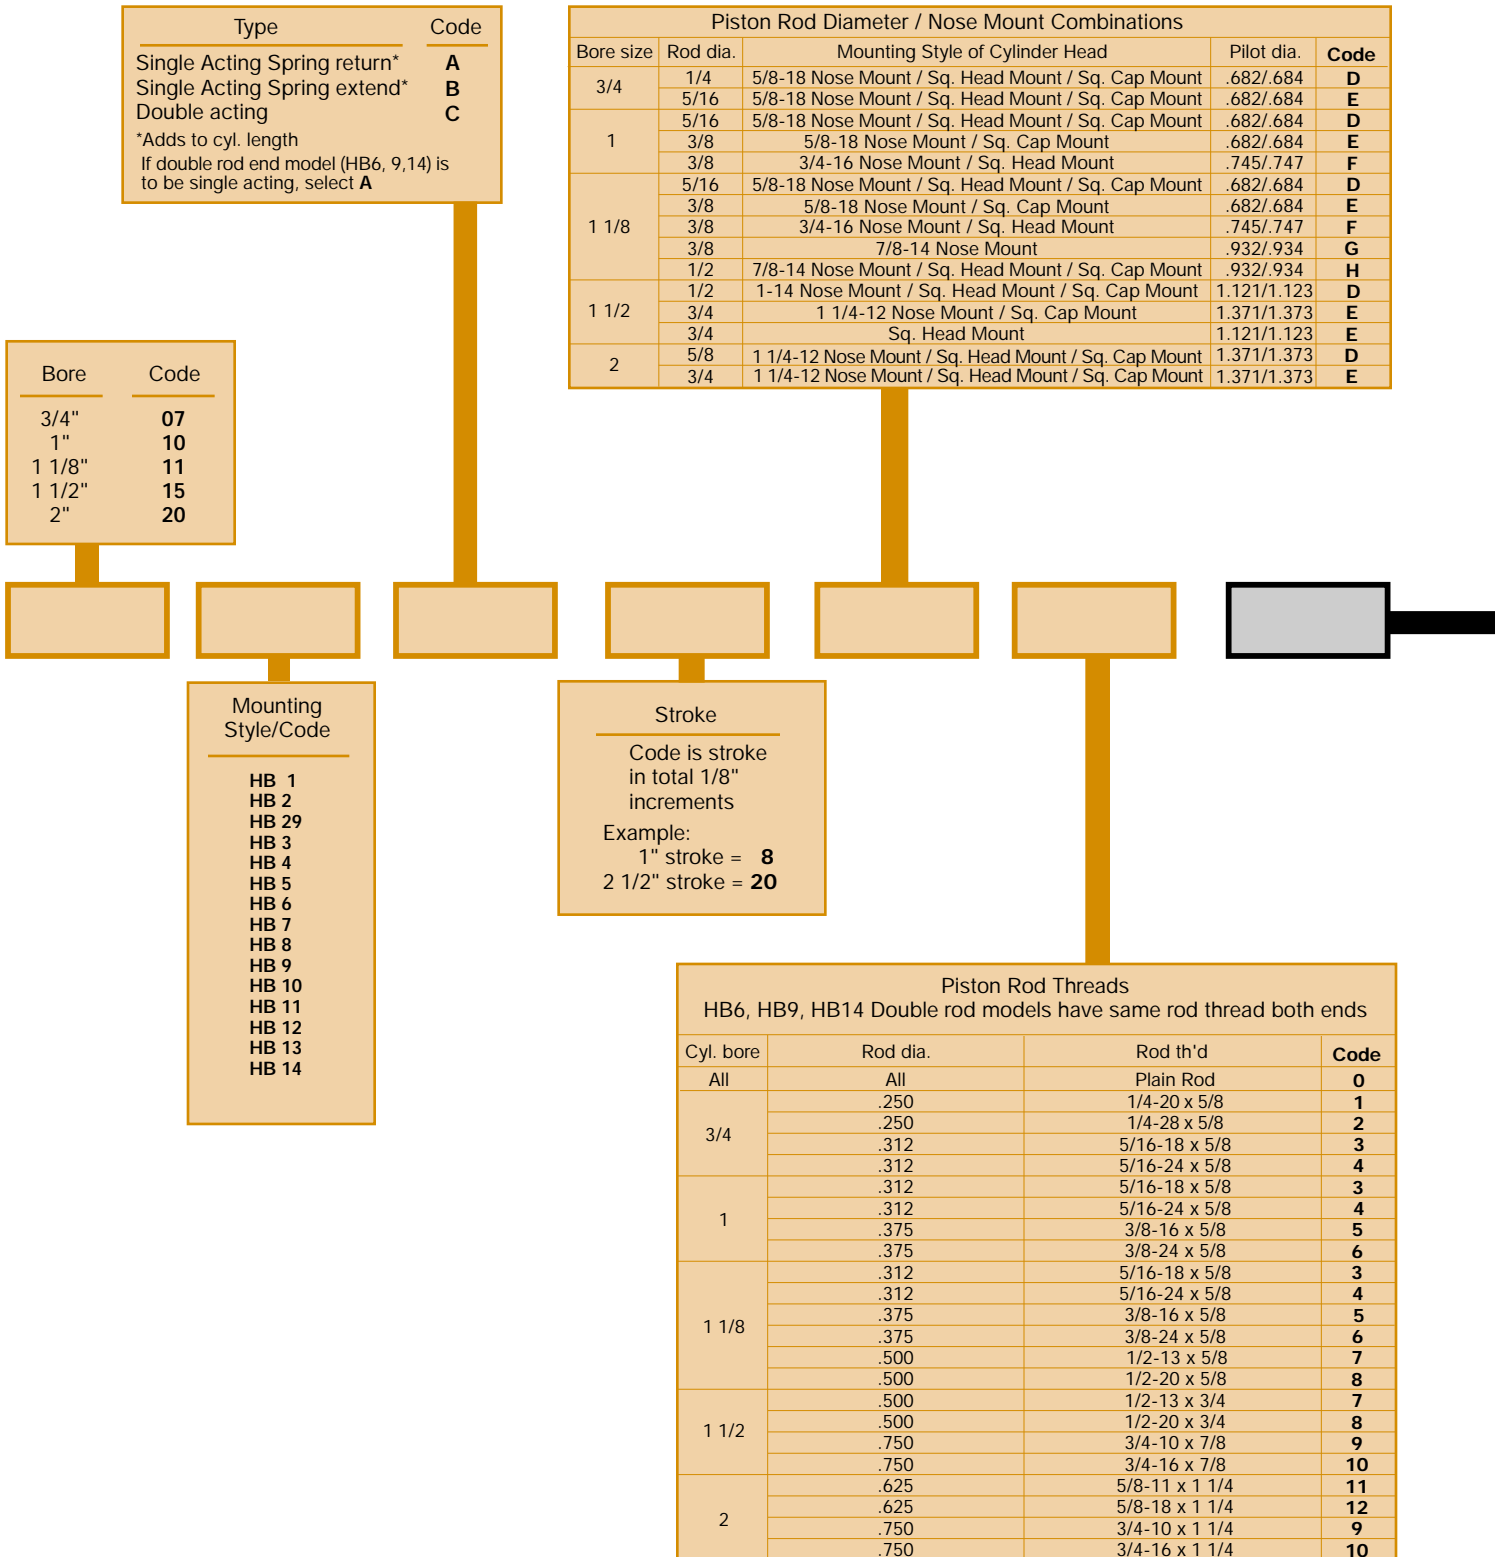 Type Code
Single Acting Spring return* A
Single Acting Spring extend* B
Double acting C
*Adds to cyl. length
If double rod end model (HB6, 9,14) is
to be single acting, select A
Piston Rod Diameter / Nose Mount Combinations
Bore size Rod dia. Mounting Style of Cylinder Head Pilot dia. Code
3/4 1/4 5/8-18 Nose Mount / Sq. Head Mount / Sq. Cap Mount .682/.684 D
5/16 5/8-18 Nose Mount / Sq. Head Mount / Sq. Cap Mount .682/.684 E
1 5/16 5/8-18 Nose Mount / Sq. Head Mount / Sq. Cap Mount .682/.684 D
3/8 5/8-18 Nose Mount / Sq. Cap Mount .682/.684 E
3/8 3/4-16 Nose Mount / Sq. Head Mount .745/.747 F
1 1/8 5/16 5/8-18 Nose Mount / Sq. Head Mount / Sq. Cap Mount .682/.684 D
3/8 5/8-18 Nose Mount / Sq. Cap Mount .682/.684 E
3/8 3/4-16 Nose Mount / Sq. Head Mount .745/.747 F
3/8 7/8-14 Nose Mount .932/.934 G
1/2 7/8-14 Nose Mount / Sq. Head Mount / Sq. Cap Mount .932/.934 H
1 1/2 1/2 1-14 Nose Mount / Sq. Head Mount / Sq. Cap Mount 1.121/1.123 D
3/4 1 1/4-12 Nose Mount / Sq. Cap Mount 1.371/1.373 E
3/4 Sq. Head Mount 1.121/1.123 E
2 5/8 1 1/4-12 Nose Mount / Sq. Head Mount / Sq. Cap Mount 1.371/1.373 D
3/4 1 1/4-12 Nose Mount / Sq. Head Mount / Sq. Cap Mount 1.371/1.373 E
Bore Code
3/4" 07
1" 10
1 1/8" 11
1 1/2" 15
2" 20
Mounting
Style/Code
HB 1
HB 2
HB 29
HB 3
HB 4
HB 5
HB 6
HB 7
HB 8
HB 9
HB 10
HB 11
HB 12
HB 13
HB 14
Stroke
Code is stroke
in total 1/8"
increments
Example:
1" stroke = 8
2 1/2" stroke = 20
Piston Rod Threads
HB6, HB9, HB14 Double rod models have same rod thread both ends
Cyl. bore Rod dia. Rod th'd Code
All All Plain Rod 0
3/4 .250 1/4-20 x 5/8 1
.250 1/4-28 x 5/8 2
.312 5/16-18 x 5/8 3
.312 5/16-24 x 5/8 4
1 .312 5/16-18 x 5/8 3
.312 5/16-24 x 5/8 4
.375 3/8-16 x 5/8 5
.375 3/8-24 x 5/8 6
1 1/8 .312 5/16-18 x 5/8 3
.312 5/16-24 x 5/8 4
.375 3/8-16 x 5/8 5
.375 3/8-24 x 5/8 6
.500 1/2-13 x 5/8 7
.500 1/2-20 x 5/8 8
1 1/2 .500 1/2-13 x 3/4 7
.500 1/2-20 x 3/4 8
.750 3/4-10 x 7/8 9
.750 3/4-16 x 7/8 10
2 .625 5/8-11 x 1 1/4 11
.625 5/8-18 x 1 1/4 12
.750 3/4-10 x 1 1/4 9
.750 3/4-16 x 1 1/4 10